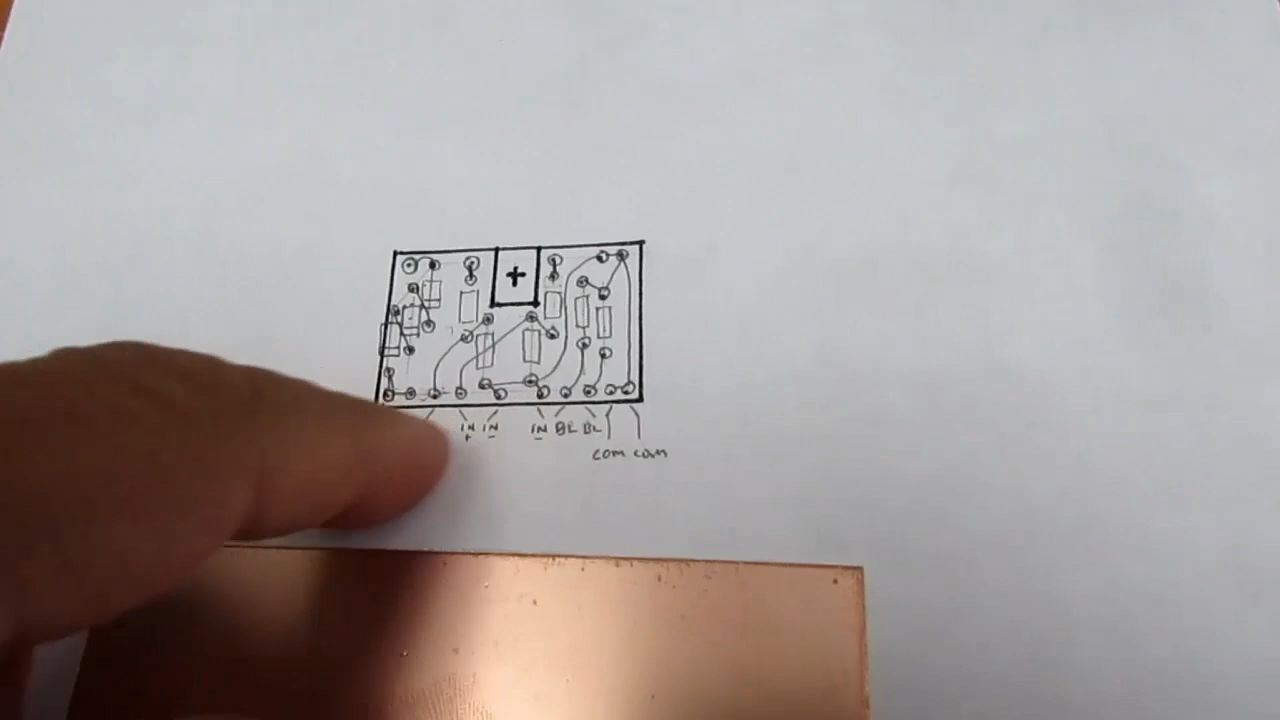 +
IN IN IN BL BL
+ - -
COM COM